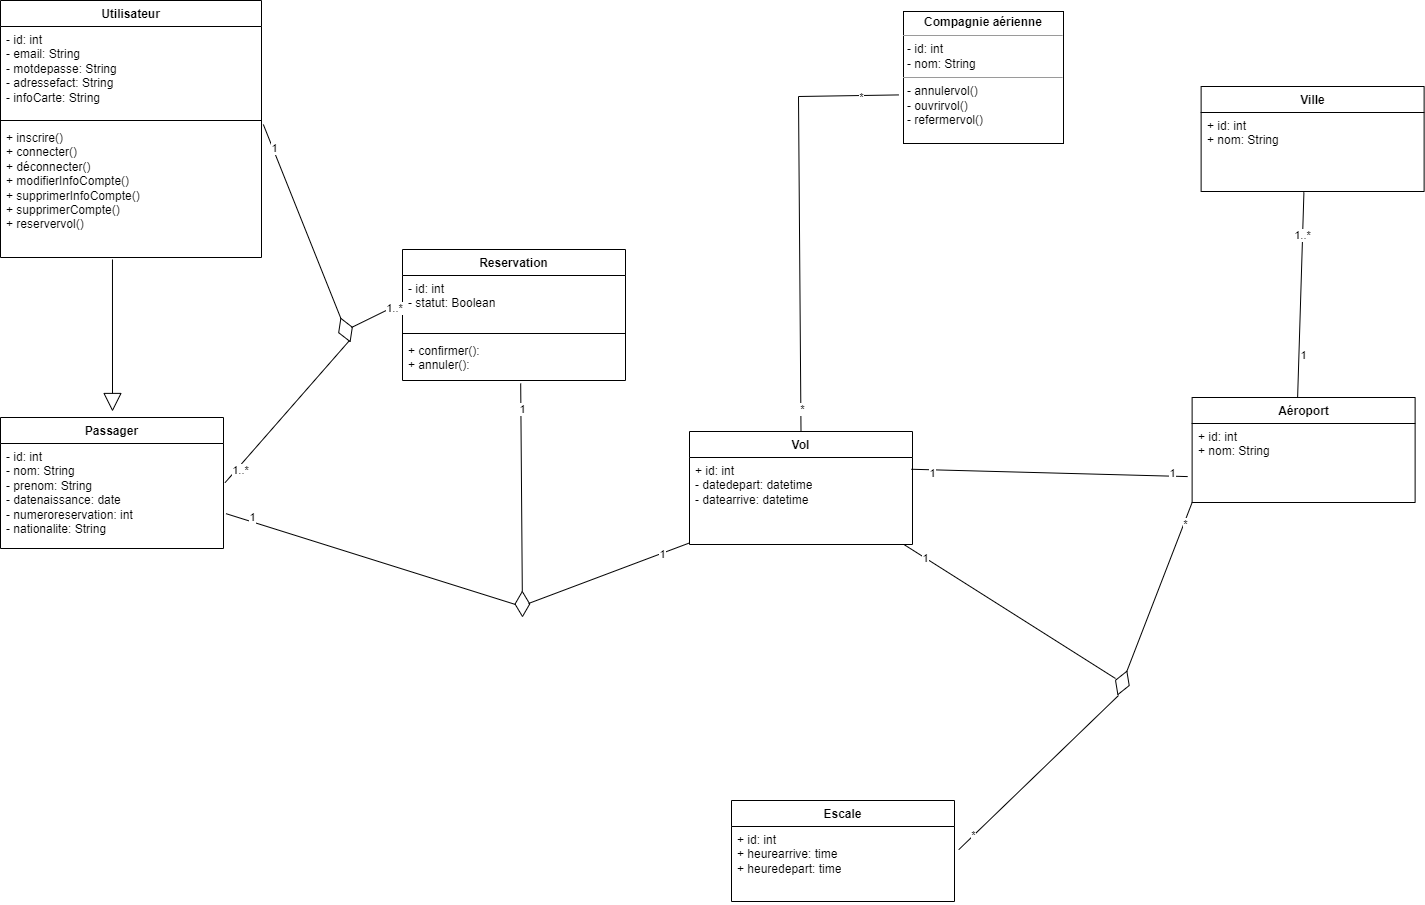 Utilisateur
- id: int
- email: String
- motdepasse: String
- adressefact: String
- infoCarte: String
+ inscrire()
+ connecter()
+ déconnecter()
+ modifierInfoCompte()
+ supprimerInfoCompte()
+ supprimerCompte()
+ reservervol()
1
Compagnie aérienne
- id: int
- nom: String
- annulervol()
- ouvrirvol()
- refermervol()
*
*
Ville
+ id: int
+ nom: String
1..*
1
Reservation
- id: int
- statut: Boolean
+ confirmer():
+ annuler():
1..*
1
Passager
- id: int
- nom: String
- prenom: String
- datenaissance: date
- numeroreservation: int
- nationalite: String
1..*
1
Vol
+ id: int
- datedepart: datetime
- datearrive: datetime
1
1
1
1
Aéroport
+ id: int
+ nom: String
*
Escale
+ id: int
+ heurearrive: time
+ heuredepart: time
*